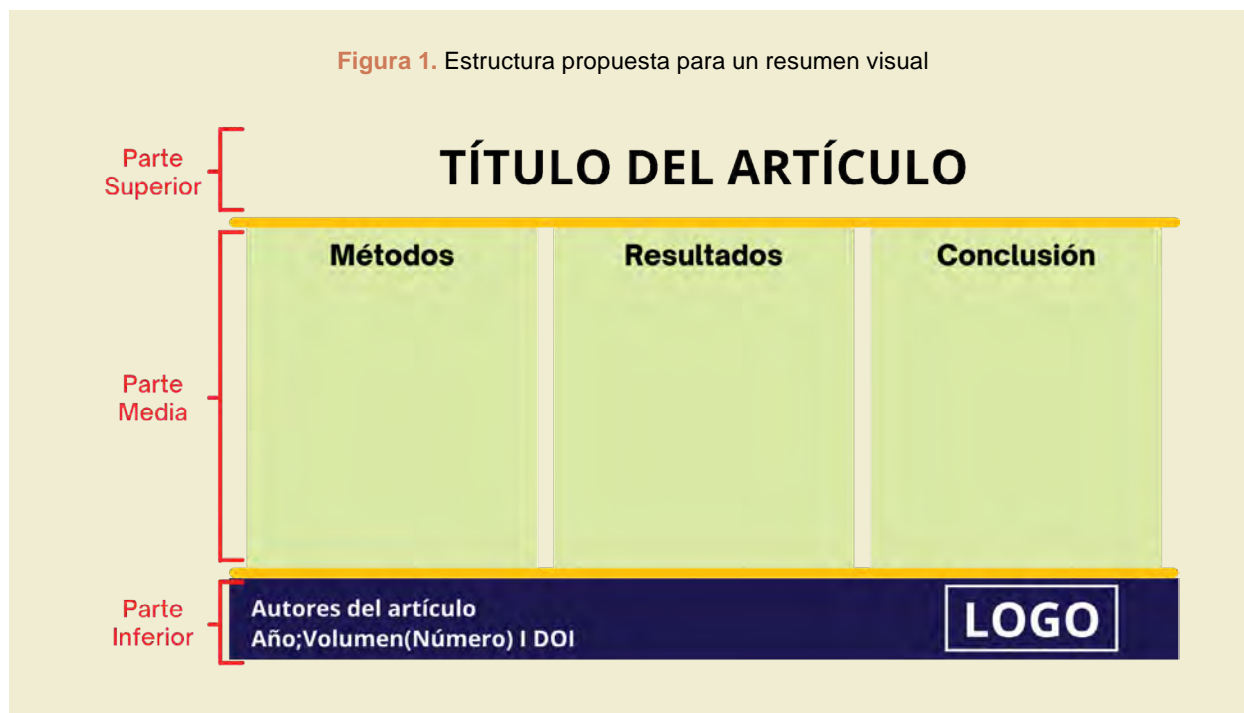 Figura 1. Estructura propuesta para un resumen visual
Parte
Superior
TÍTULO DEL ARTÍCULO
Parte
Media
Métodos
Resultados
Conclusión
Parte
Inferior
Autores del artículo
Año;Volumen(Número) I DOI
LOGO